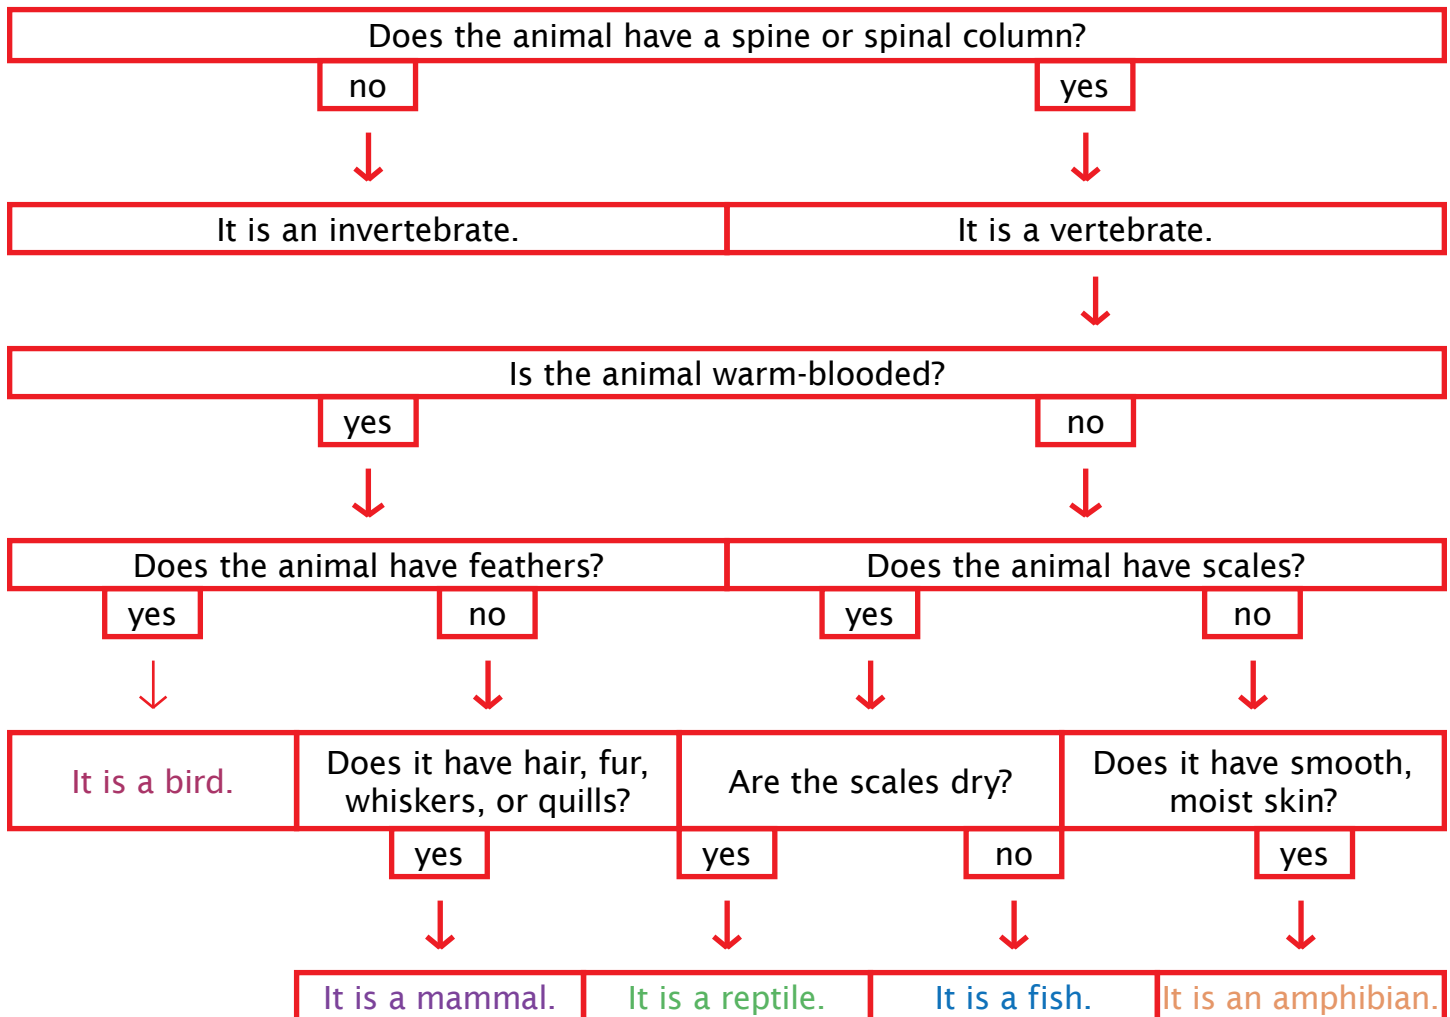 Does the animal have a spine or spinal column?
no
yes
It is an invertebrate.
It is a vertebrate.
Is the animal warm-blooded?
yes
no
Does the animal have feathers?
Does the animal have scales?
yes
no
yes
no
It is a bird.
Does it have hair, fur,
whiskers, or quills?
Are the scales dry?
Does it have smooth,
moist skin?
yes
yes
no
yes
It is a mammal.
It is a reptile.
It is a fish.
It is an amphibian.